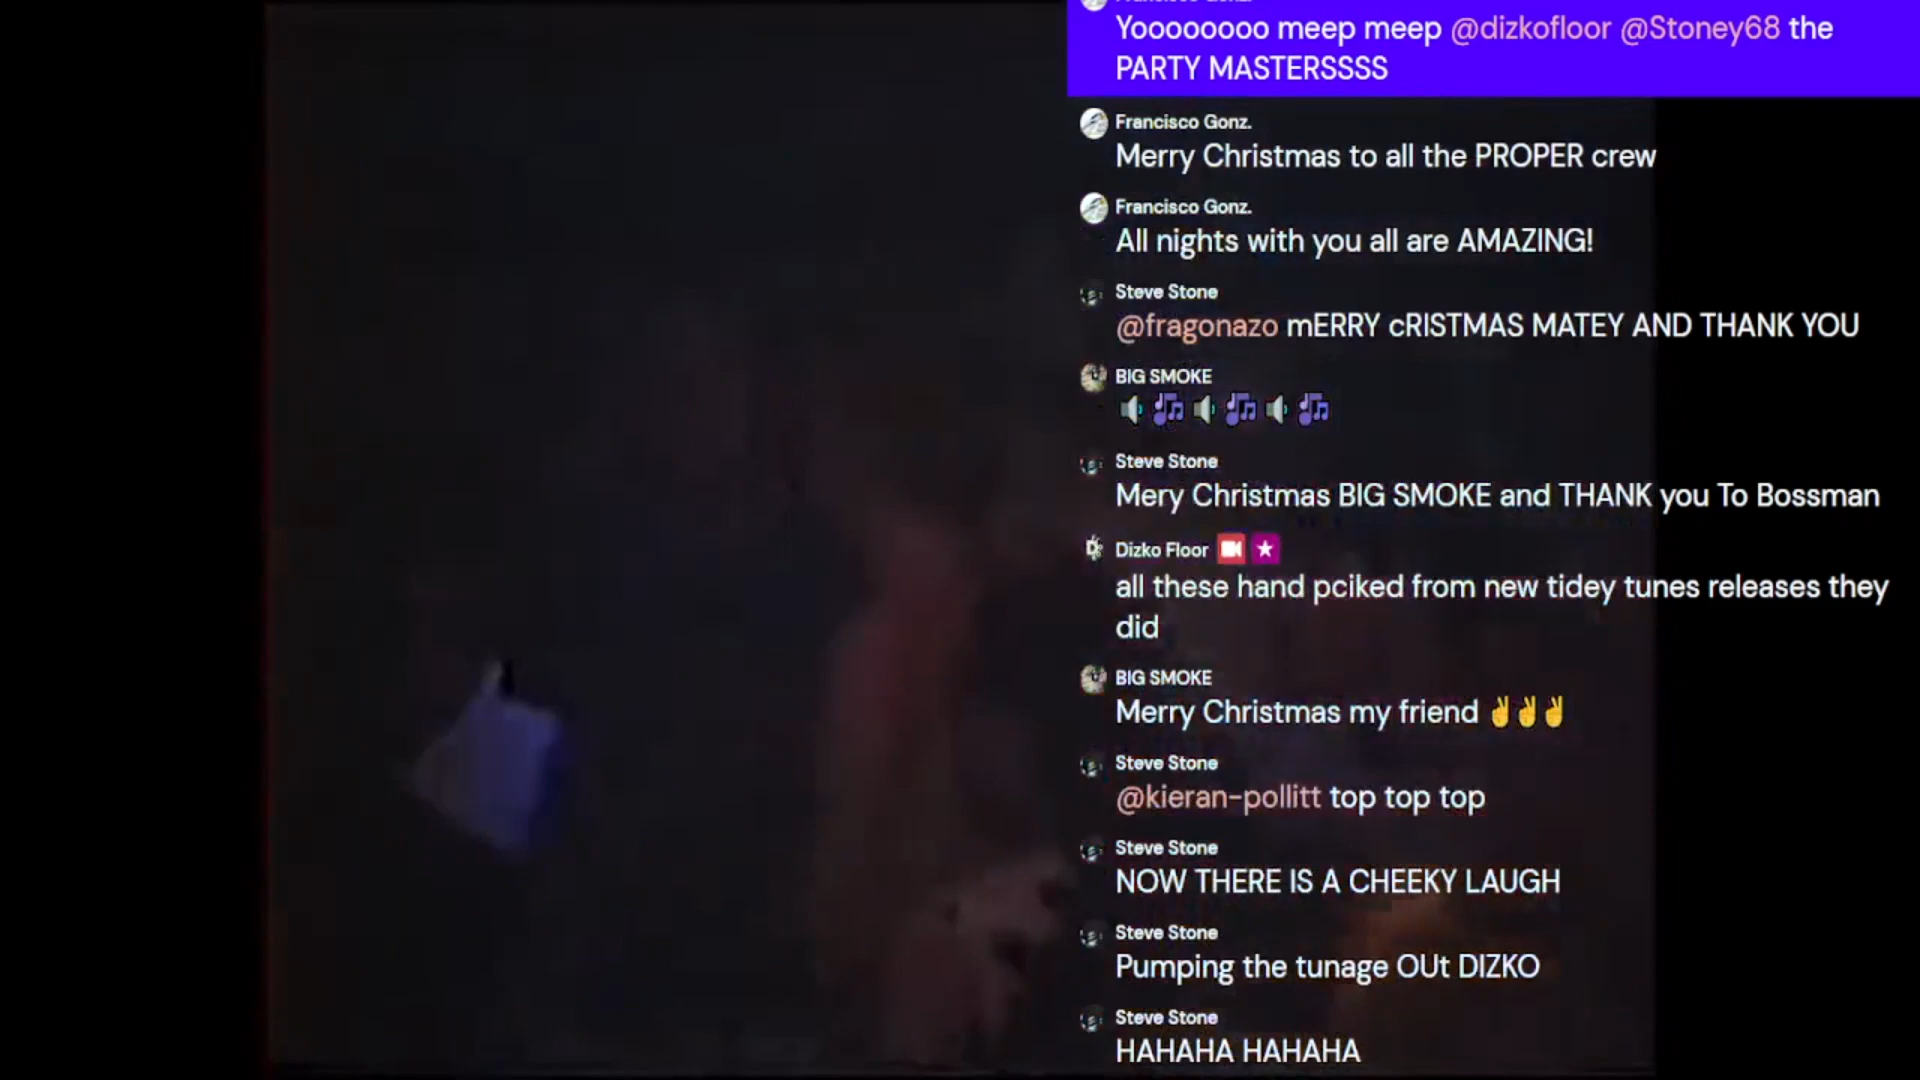 Yoooooooo meep meep @dizkofloor @Stoney68 the
PARTY MASTERSSSS
Francisco Gonz.
Merry Christmas to all the PROPER crew
Francisco Gonz.
All nights with you all are AMAZING!
Steve Stone
@fragonazo mERRY cRISTMAS MATEY AND THANK YOU
BIG SMOKE
🔈🎶🔈🎶🔈🎶
Steve Stone
Mery Christmas BIG SMOKE and THANK you To Bossman
Dizko Floor
all these hand pciked from new tidey tunes releases they
did
BIG SMOKE
Merry Christmas my friend ✌️✌️✌️
Steve Stone
@kieran-pollitt top top top
Steve Stone
NOW THERE IS A CHEEKY LAUGH
Steve Stone
Pumping the tunage OUt DIZKO
Steve Stone
HAHAHA HAHAHA